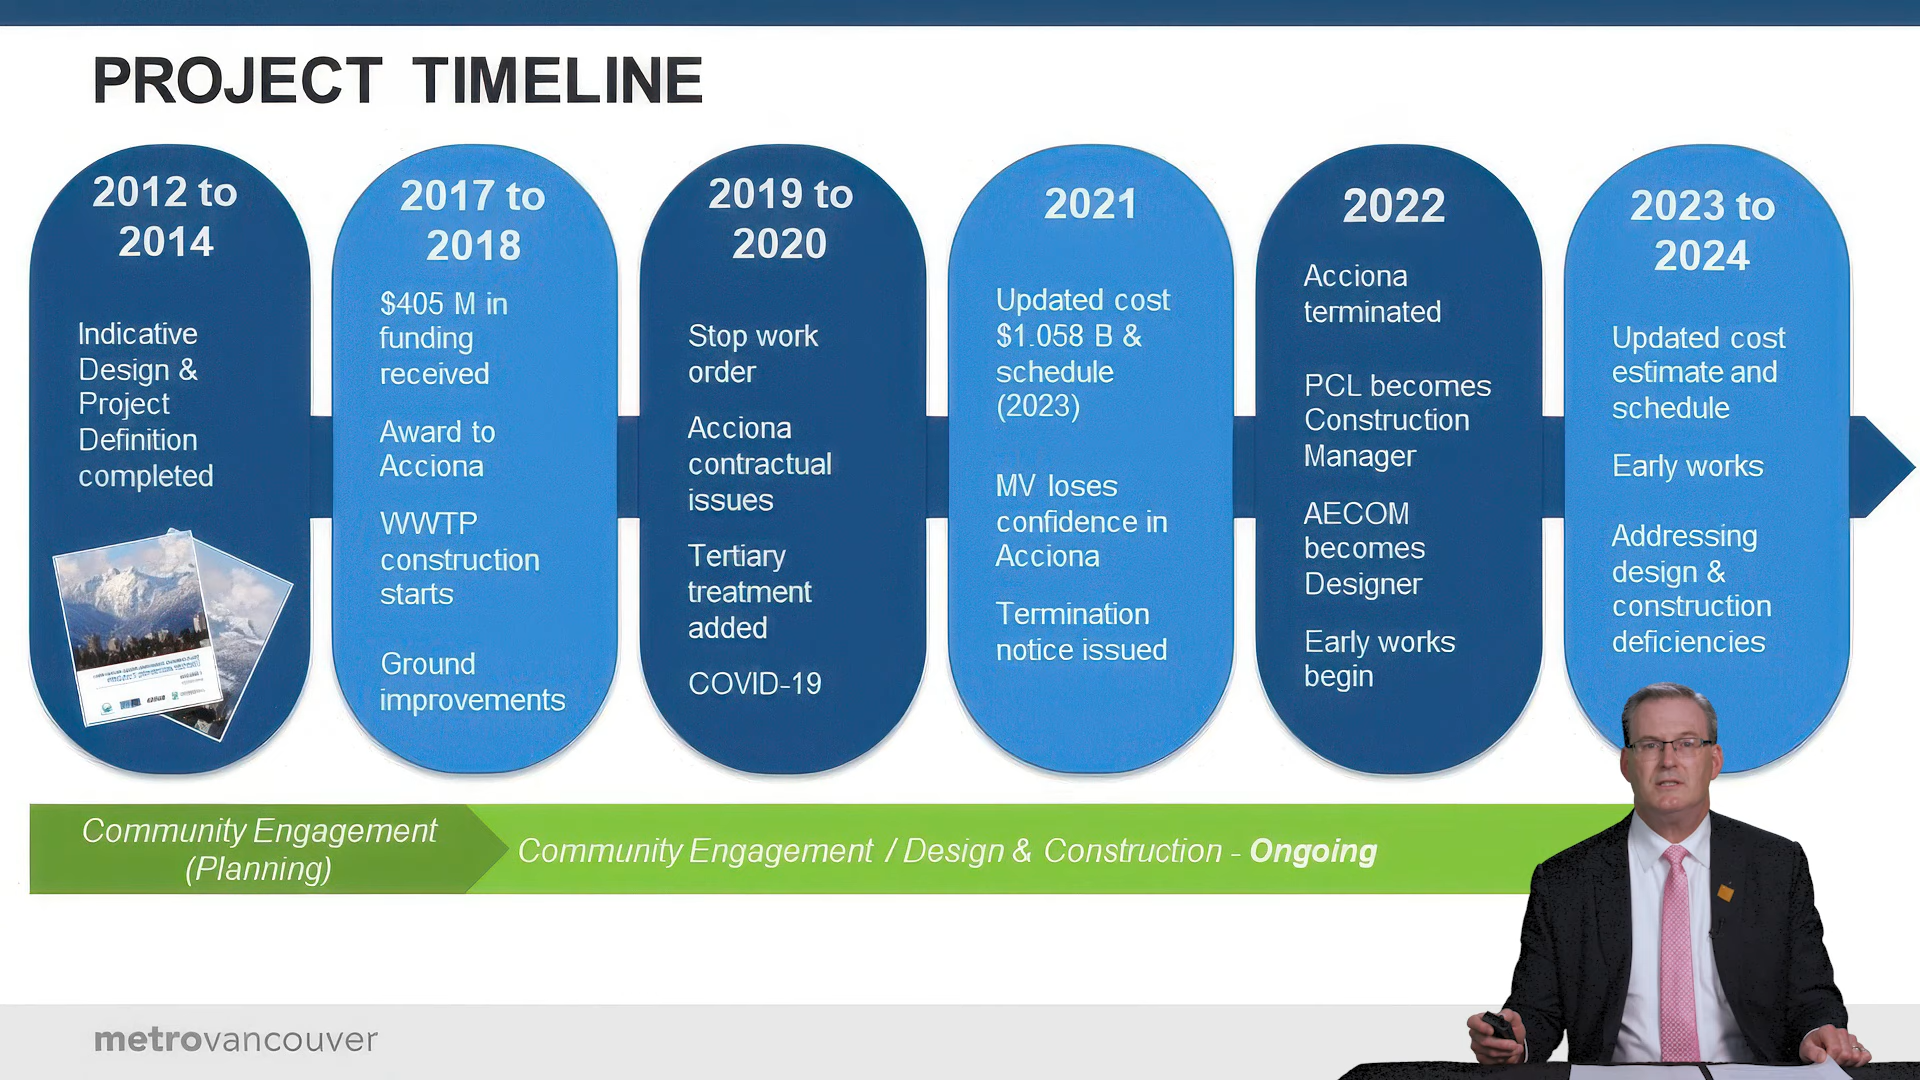 PROJECT TIMELINE
2012 to
2014
Indicative
Design &
Project
Definition
completed
2017 to
2018
$405 M in
funding
received
Award to
Acciona
WWTP
construction
starts
Ground
improvements
2019 to
2020
Stop work
order
Acciona
contractual
issues
Tertiary
treatment
added
COVID-19
2021
Updated cost
$1.058 B &
schedule
(2023)
MV loses
confidence in
Acciona
Termination
notice issued
2022
Acciona
terminated
PCL becomes
Construction
Manager
AECOM
becomes
Designer
Early works
begin
2023 to
2024
Updated cost
estimate and
schedule
Early works
Addressing
design &
construction
deficiencies
Community Engagement
(Planning)
Community Engagement / Design & Construction - Ongoing
metrovancouver